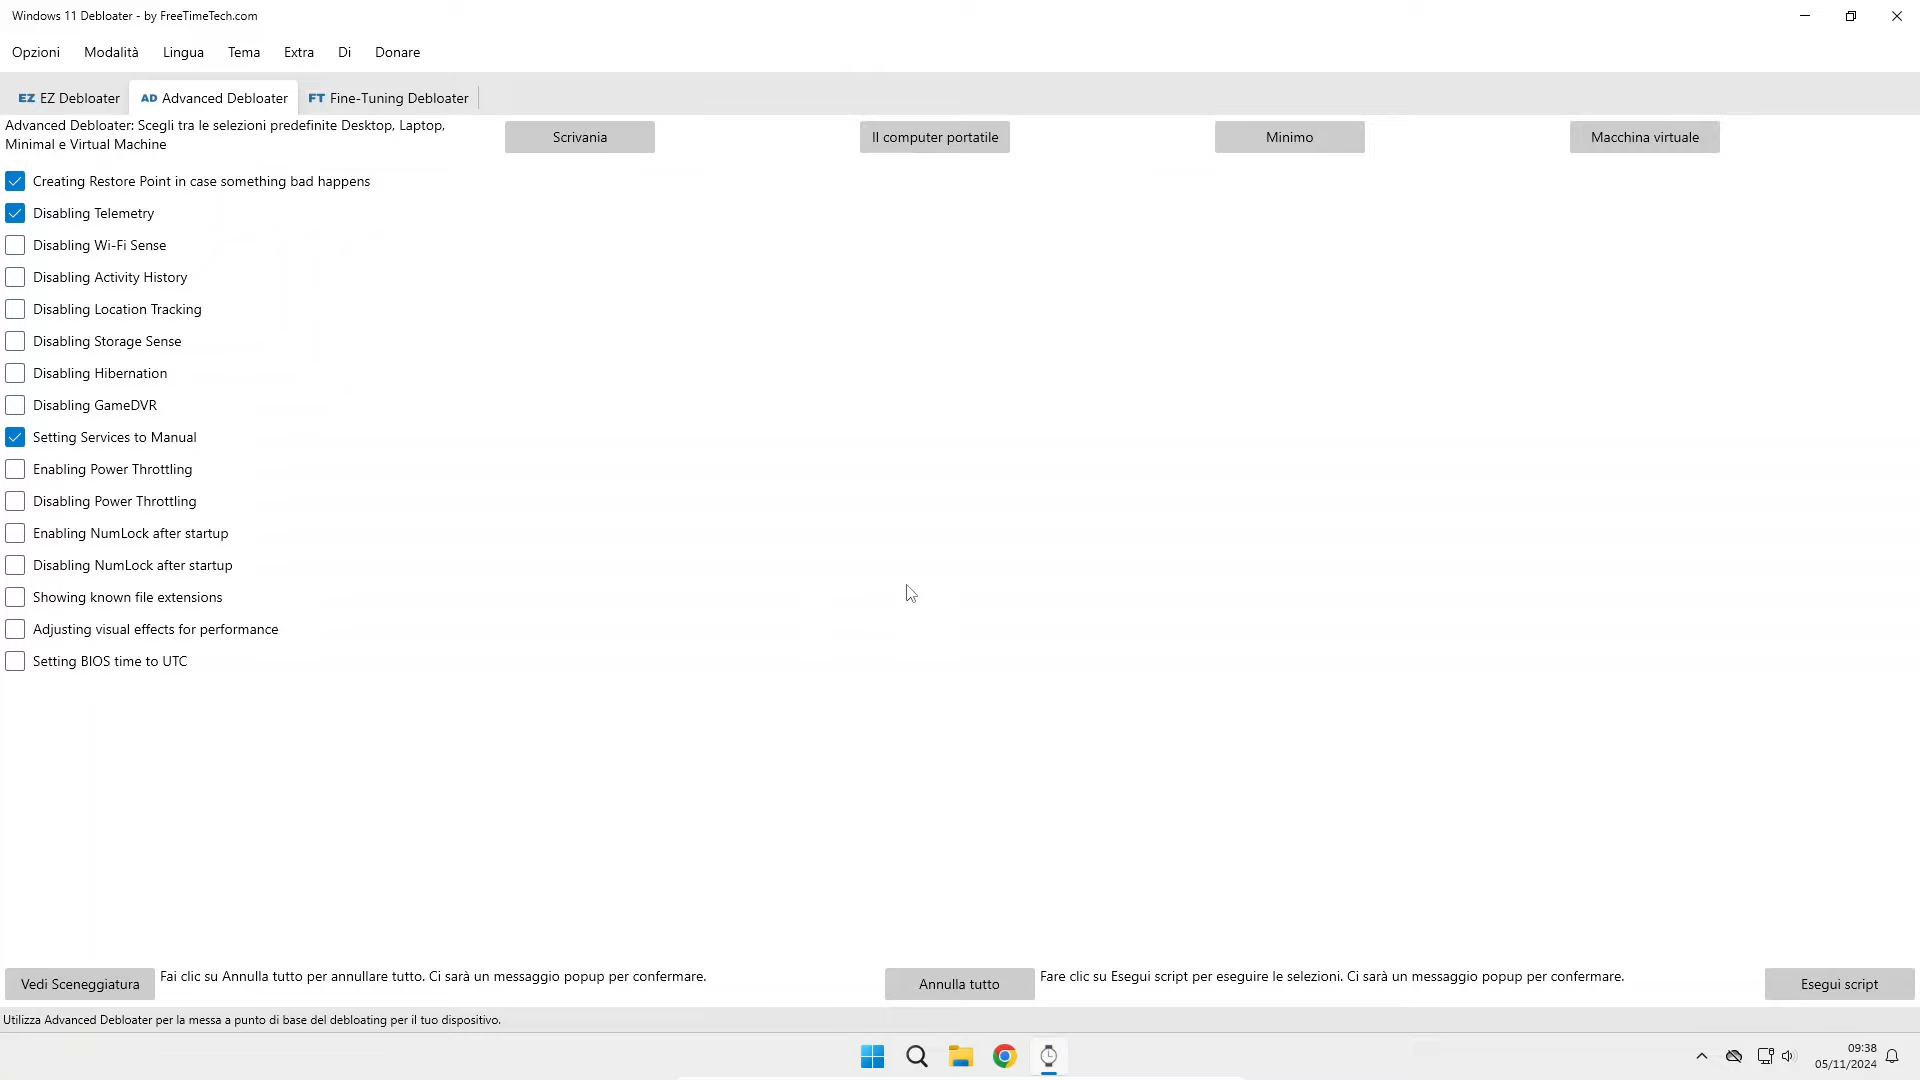 Windows 11 Debloater - by FreeTimeTech.com
Opzioni Modalità Lingua Tema Extra Di Donare
EZ EZ Debloater AD Advanced Debloater FT Fine-Tuning Debloater
Advanced Debloater: Scegli tra le selezioni predefinite Desktop, Laptop,
Minimal e Virtual Machine
Scrivania Il computer portatile Minimo Macchina virtuale
Creating Restore Point in case something bad happens
Disabling Telemetry
Disabling Wi-Fi Sense
Disabling Activity History
Disabling Location Tracking
Disabling Storage Sense
Disabling Hibernation
Disabling GameDVR
Setting Services to Manual
Enabling Power Throttling
Disabling Power Throttling
Enabling NumLock after startup
Disabling NumLock after startup
Showing known file extensions
Adjusting visual effects for performance
Setting BIOS time to UTC
Vedi Sceneggiatura Fai clic su Annulla tutto per annullare tutto. Ci sarà un messaggio popup per confermare. Annulla tutto Fare clic su Esegui script per eseguire le selezioni. Ci sarà un messaggio popup per confermare. Esegui script
Utilizza Advanced Debloater per la messa a punto di base del debloating per il tuo dispositivo.
09:38
05/11/2024